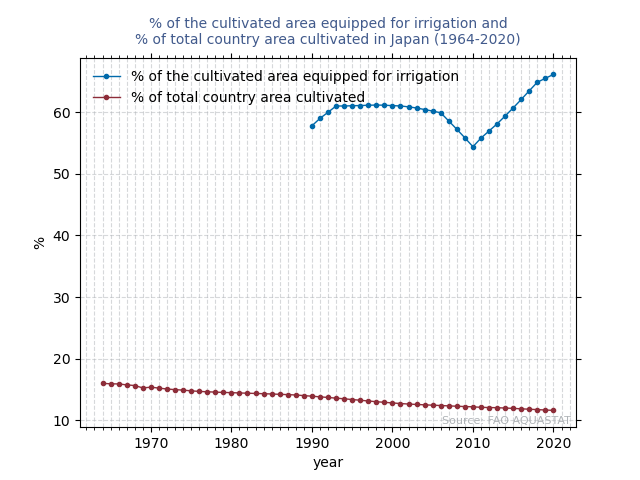 % of the cultivated area equipped for irrigation and
% of total country area cultivated in Japan (1964-2020)
% of the cultivated area equipped for irrigation
% of total country area cultivated
60
50
%
40
30
20
10
Source: FAO AQUASTAT
1970 1980 1990 2000 2010 2020
year